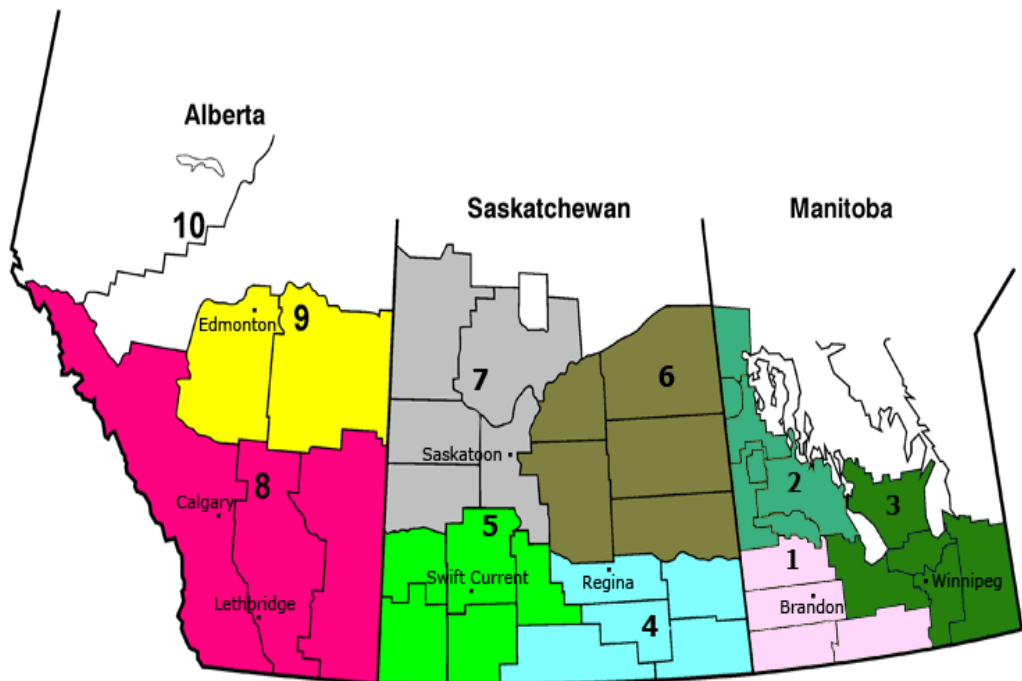 Alberta
Saskatchewan
Manitoba
10
9
Edmonton
7
6
Saskatoon
8
Calgary
2
3
5
1
Swift Current
Regina
Winnipeg
Lethbridge
4
Brandon